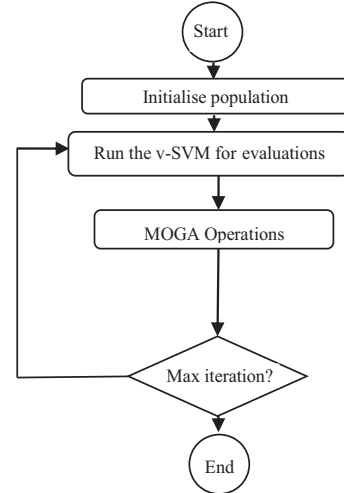 Start
Initialise population
Run the v-SVM for evaluations
MOGA Operations
Max iteration?
End